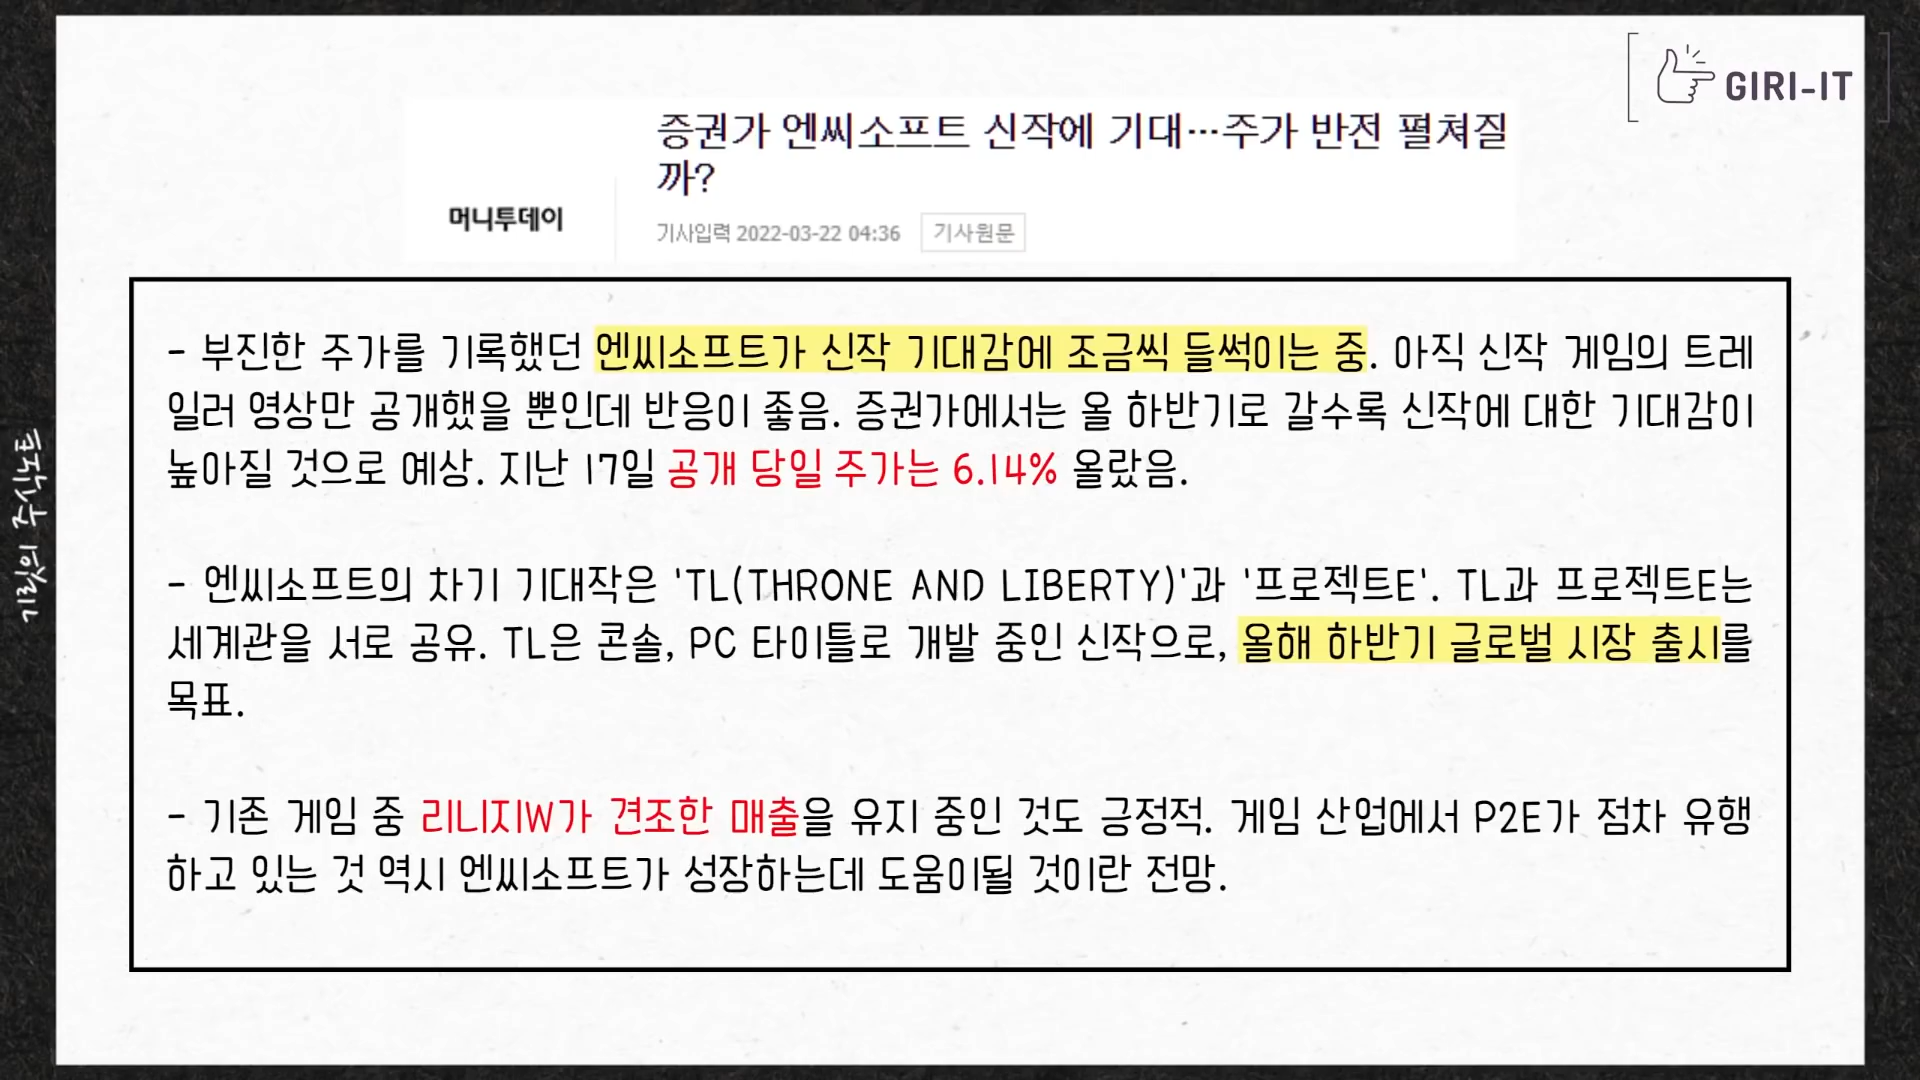 GIRI-IT
증권가 엔씨소프트 신작에 기대…주가 반전 펼쳐질
까?
머니투데이
기사입력 2022-03-22 04:36 기사원문
- 부진한 주가를 기록했던 엔씨소프트가 신작 기대감에 조금씩 들썩이는 중. 아직 신작 게임의 트레
일러 영상만 공개했을 뿐인데 반응이 좋음. 증권가에서는 올 하반기로 갈수록 신작에 대한 기대감이
높아질 것으로 예상. 지난 17일 공개 당일 주가는 6.14% 올랐음.
- 엔씨소프트의 차기 기대작은 'TL(THRONE AND LIBERTY)'과 '프로젝트E'. TL과 프로젝트E는
세계관을 서로 공유. TL은 콘솔, PC 타이틀로 개발 중인 신작으로, 올해 하반기 글로벌 시장 출시를
목표.
- 기존 게임 중 리니지W가 견조한 매출을 유지 중인 것도 긍정적. 게임 산업에서 P2E가 점차 유행
하고 있는 것 역시 엔씨소프트가 성장하는데 도움이될 것이란 전망.
기릿의 주식노트